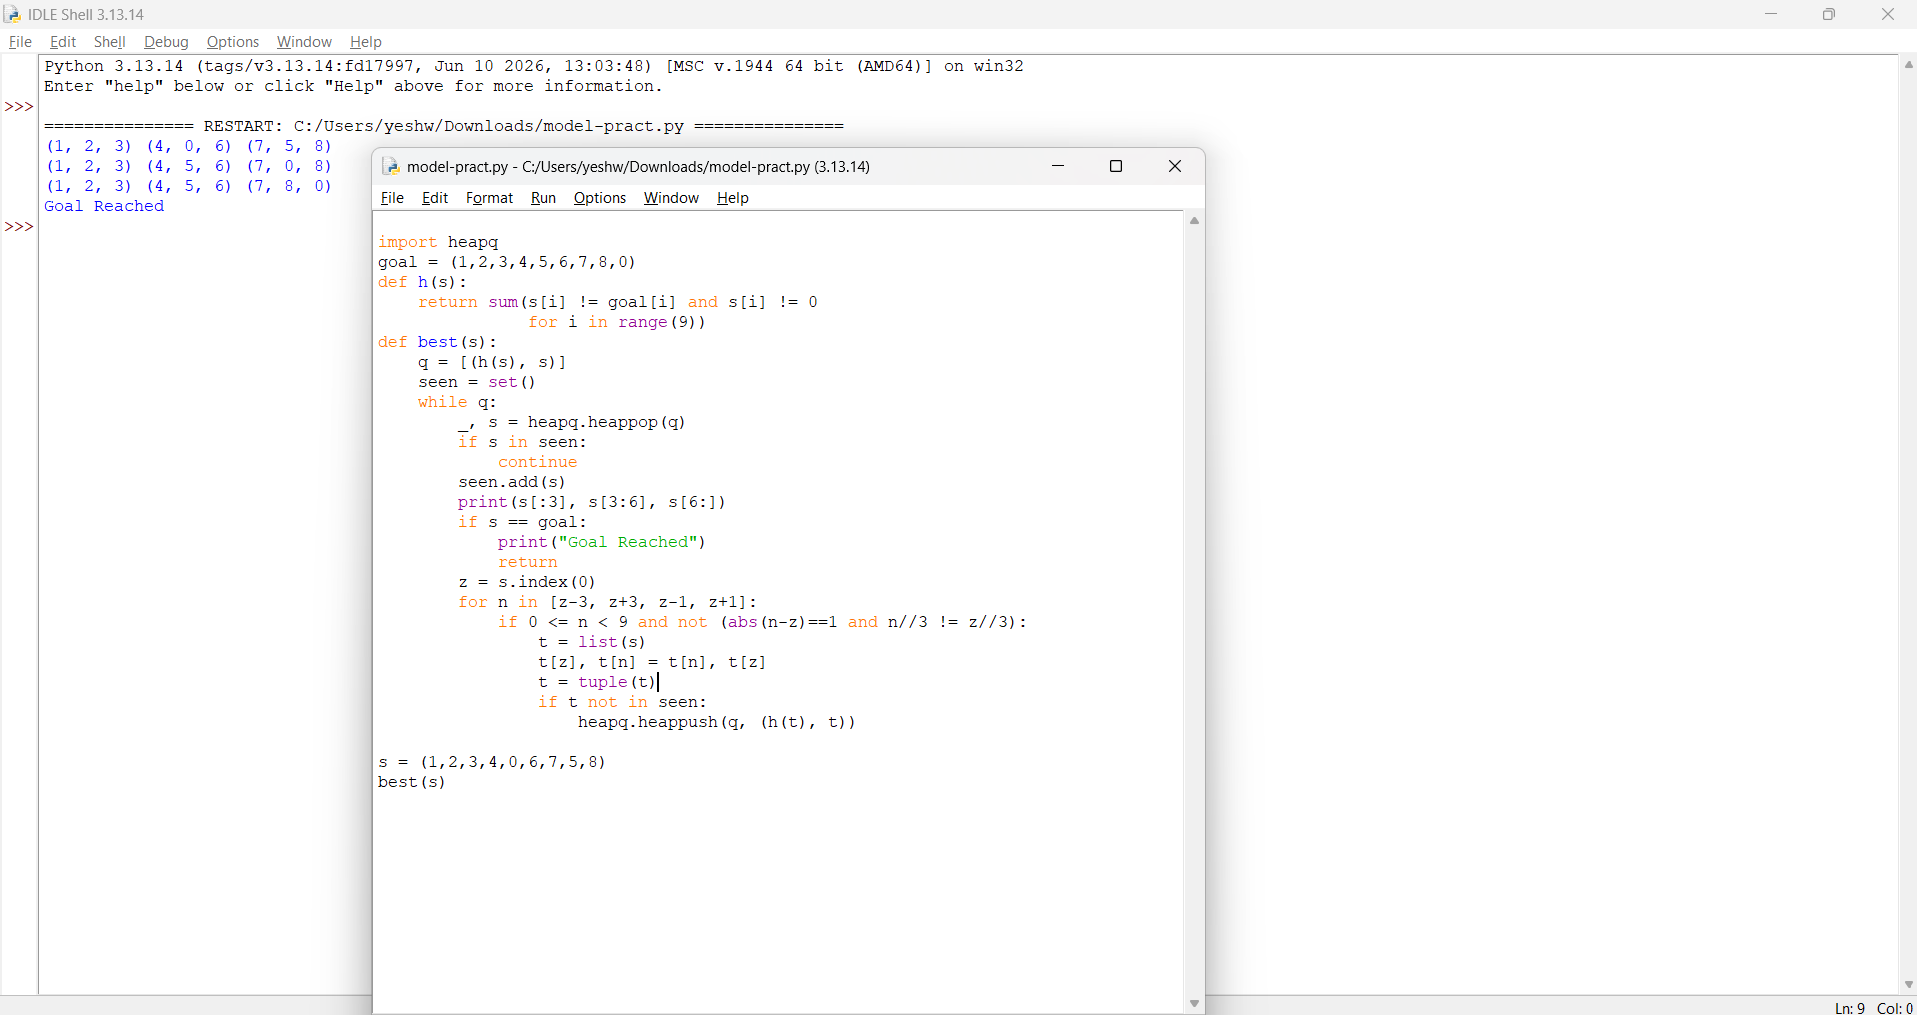 IDLE Shell 3.13.14
File Edit Shell Debug Options Window Help
Python 3.13.14 (tags/v3.13.14:fd17997, Jun 10 2026, 13:03:48) [MSC v.1944 64 bit (AMD64)] on win32
Enter "help" below or click "Help" above for more information.
>>>
=============== RESTART: C:/Users/yeshw/Downloads/model-pract.py ===============
(1, 2, 3) (4, 0, 6) (7, 5, 8)
(1, 2, 3) (4, 5, 6) (7, 0, 8)
(1, 2, 3) (4, 5, 6) (7, 8, 0)
Goal Reached
>>>
model-pract.py - C:/Users/yeshw/Downloads/model-pract.py (3.13.14)
File Edit Format Run Options Window Help
import heapq
goal = (1,2,3,4,5,6,7,8,0)
def h(s):
    return sum(s[i] != goal[i] and s[i] != 0
               for i in range(9))
def best(s):
    q = [(h(s), s)]
    seen = set()
    while q:
        _, s = heapq.heappop(q)
        if s in seen:
            continue
        seen.add(s)
        print(s[:3], s[3:6], s[6:])
        if s == goal:
            print("Goal Reached")
            return
        z = s.index(0)
        for n in [z-3, z+3, z-1, z+1]:
            if 0 <= n < 9 and not (abs(n-z)==1 and n//3 != z//3):
                t = list(s)
                t[z], t[n] = t[n], t[z]
                t = tuple(t)
                if t not in seen:
                    heapq.heappush(q, (h(t), t))
s = (1,2,3,4,0,6,7,5,8)
best(s)
Ln: 9 Col: 0